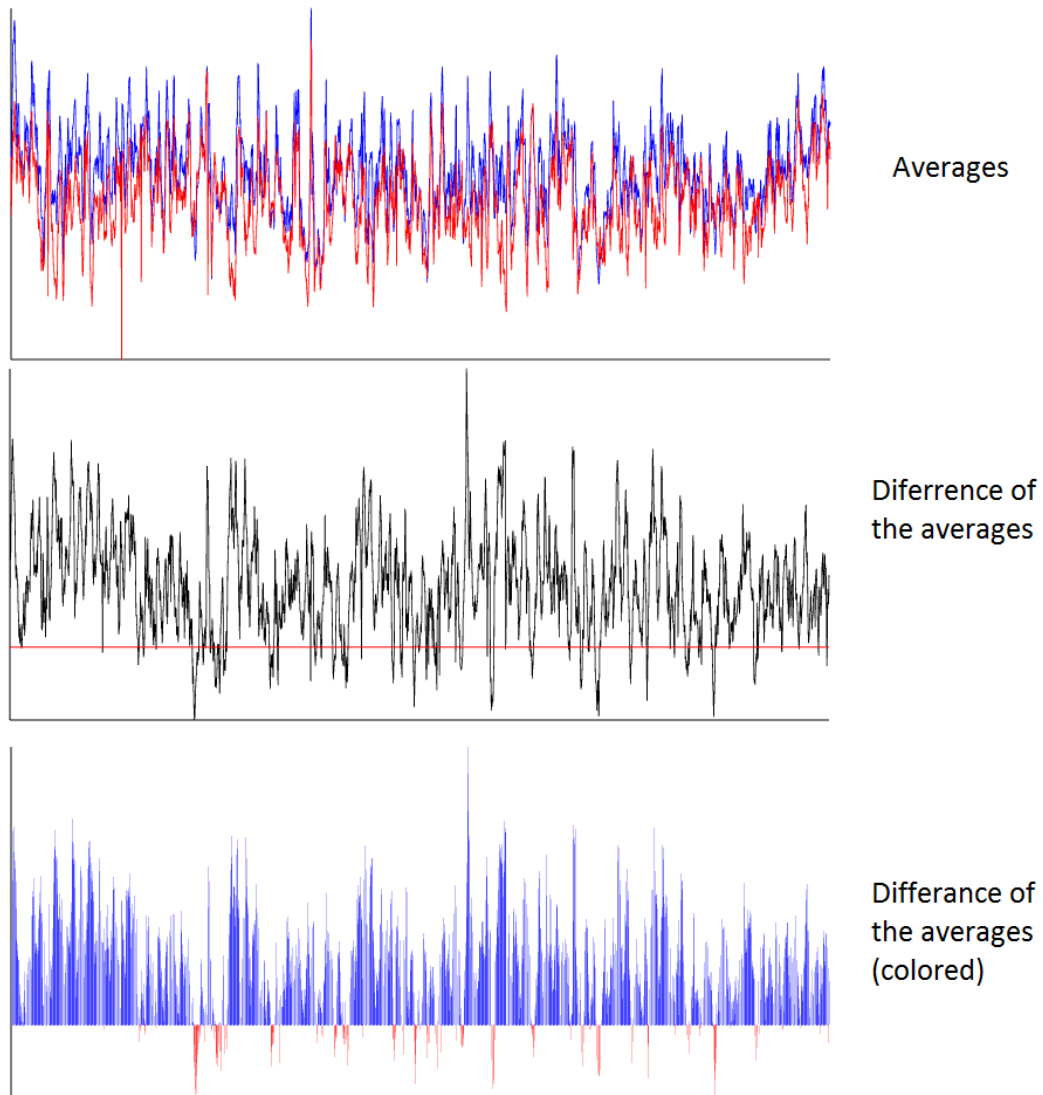 Averages
Diferrence of
the averages
Differance of
the averages
(colored)